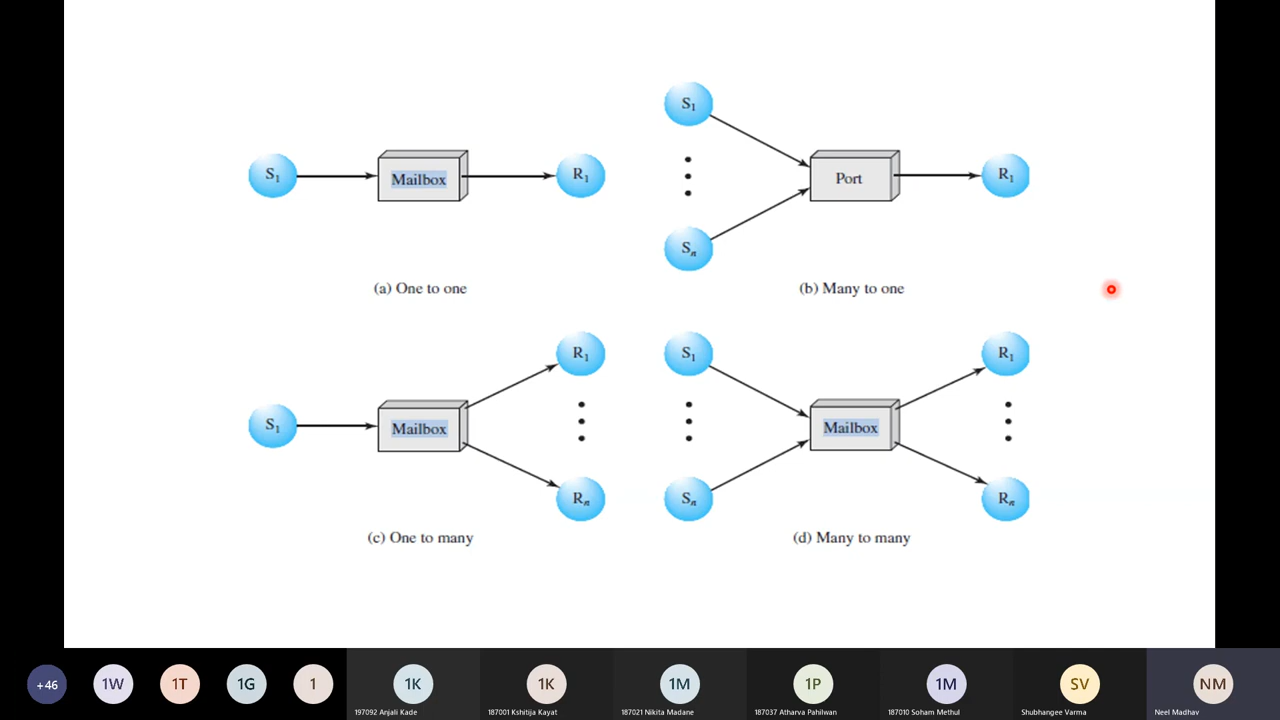 S1 Mailbox R1
(a) One to one
S1
Port R1
Sn
(b) Many to one
R1
S1 Mailbox
Rn
(c) One to many
S1 R1
Mailbox
Sn Rn
(d) Many to many
+46 1W 1T 1G 1 1K 1K 1M 1P 1M SV NM
197092 Anjali Kade 187001 Kshitija Kayat 187021 Nikita Madane 187037 Atharva Pahilwan 187010 Soham Methul Shubhangee Varma Neel Madhav